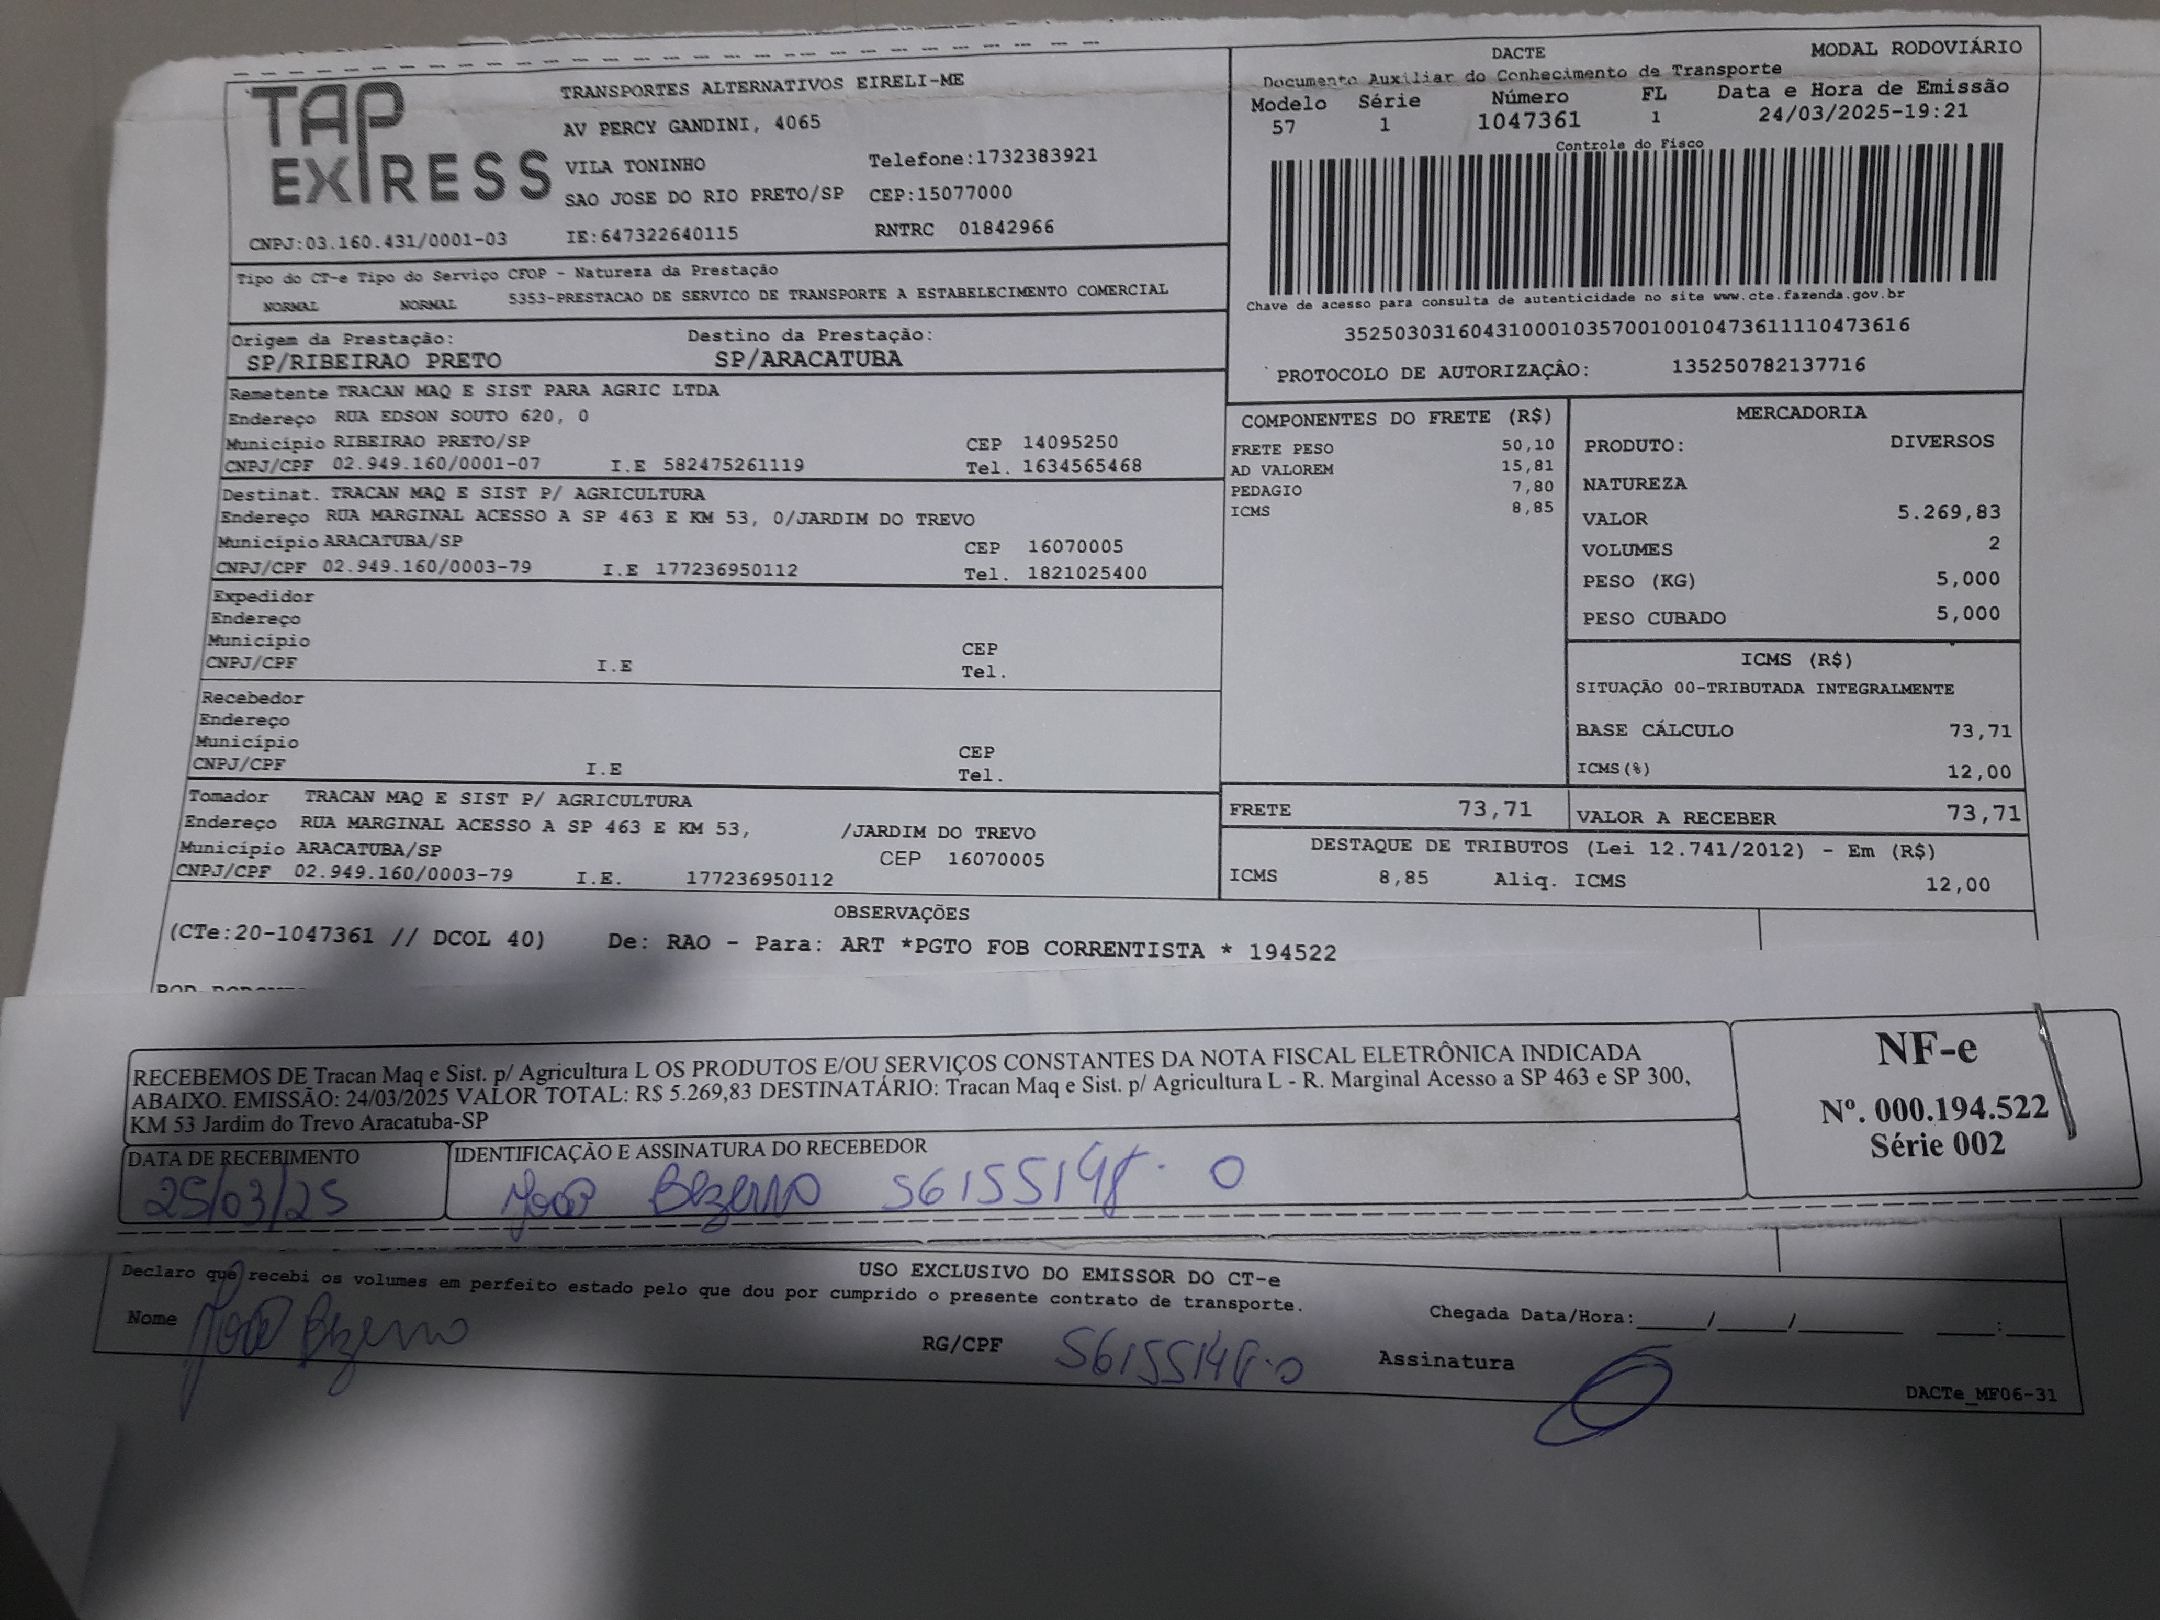 TAP EXPRESS
TRANSPORTES ALTERNATIVOS EIRELI-ME
AV PERCY GANDINI, 4065
VILA TONINHO Telefone:1732383921
SAO JOSE DO RIO PRETO/SP CEP:15077000
CNPJ:03.160.431/0001-03 IE:647322640115 RNTRC 01842966
DACTE MODAL RODOVIÁRIO
Documento Auxiliar do Conhecimento de Transporte
Modelo Série Número FL Data e Hora de Emissão
57 1 1047361 1 24/03/2025-19:21
Controle do Fisco
Chave de acesso para consulta de autenticidade no site www.cte.fazenda.gov.br
35250303160431000103570010010473611110473616
PROTOCOLO DE AUTORIZAÇÂO: 135250782137716
Tipo do CT-e Tipo do Serviço CFOP - Natureza da Prestação
NORMAL NORMAL 5353-PRESTACAO DE SERVICO DE TRANSPORTE A ESTABELECIMENTO COMERCIAL
Origem da Prestação: Destino da Prestação:
SP/RIBEIRAO PRETO SP/ARACATUBA
Remetente TRACAN MAQ E SIST PARA AGRIC LTDA
Endereço RUA EDSON SOUTO 620, 0
Município RIBEIRAO PRETO/SP CEP 14095250
CNPJ/CPF 02.949.160/0001-07 I.E 582475261119 Tel. 1634565468
Destinat. TRACAN MAQ E SIST P/ AGRICULTURA
Endereço RUA MARGINAL ACESSO A SP 463 E KM 53, 0/JARDIM DO TREVO
Município ARACATUBA/SP CEP 16070005
CNPJ/CPF 02.949.160/0003-79 I.E 177236950112 Tel. 1821025400
Expedidor
Endereço
Município CEP
CNPJ/CPF I.E Tel.
Recebedor
Endereço
Município CEP
CNPJ/CPF I.E Tel.
Tomador TRACAN MAQ E SIST P/ AGRICULTURA
Endereço RUA MARGINAL ACESSO A SP 463 E KM 53, /JARDIM DO TREVO
Município ARACATUBA/SP CEP 16070005
CNPJ/CPF 02.949.160/0003-79 I.E. 177236950112
COMPONENTES DO FRETE (R$)
FRETE PESO 50,10
AD VALOREM 15,81
PEDAGIO 7,80
ICMS 8,85
MERCADORIA
PRODUTO: DIVERSOS
NATUREZA
VALOR 5.269,83
VOLUMES 2
PESO (KG) 5,000
PESO CUBADO 5,000
ICMS (R$)
SITUAÇÃO 00-TRIBUTADA INTEGRALMENTE
BASE CÁLCULO 73,71
ICMS(%) 12,00
FRETE 73,71 VALOR A RECEBER 73,71
DESTAQUE DE TRIBUTOS (Lei 12.741/2012) - Em (R$)
ICMS 8,85 Aliq. ICMS 12,00
OBSERVAÇÕES
(CTe:20-1047361 // DCOL 40) De: RAO - Para: ART *PGTO FOB CORRENTISTA * 194522
RECEBEMOS DE Tracan Maq e Sist. p/ Agricultura L OS PRODUTOS E/OU SERVIÇOS CONSTANTES DA NOTA FISCAL ELETRÔNICA INDICADA
ABAIXO. EMISSÃO: 24/03/2025 VALOR TOTAL: R$ 5.269,83 DESTINATÁRIO: Tracan Maq e Sist. p/ Agricultura L - R. Marginal Acesso a SP 463 e SP 300,
KM 53 Jardim do Trevo Aracatuba-SP
NF-e
Nº. 000.194.522
Série 002
DATA DE RECEBIMENTO IDENTIFICAÇÃO E ASSINATURA DO RECEBEDOR
25/03/25 João Bezerro 56155148-0
USO EXCLUSIVO DO EMISSOR DO CT-e
Declaro que recebi os volumes em perfeito estado pelo que dou por cumprido o presente contrato de transporte.
Nome João Bezerro RG/CPF 56155148-0 Chegada Data/Hora:_____/_____/_______ ____:____
Assinatura
DACTe_MF06-31